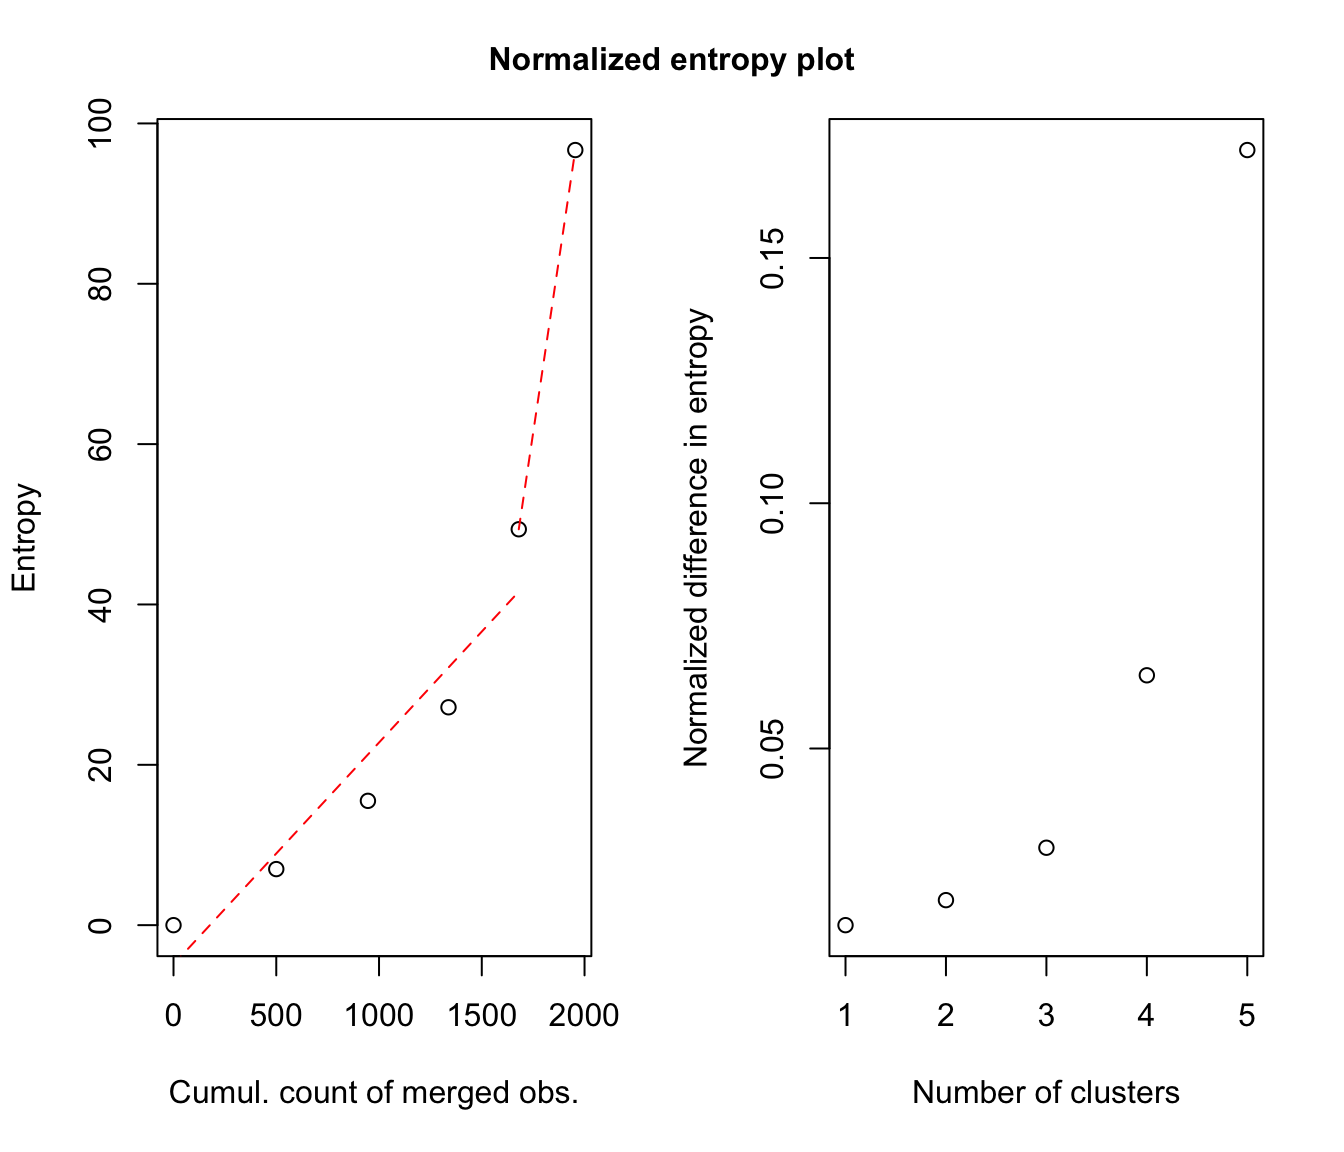 Normalized entropy plot
Entropy
100
80
60
40
20
0
0 500 1000 1500 2000
Cumul. count of merged obs.
Normalized difference in entropy
0.15
0.10
0.05
1 2 3 4 5
Number of clusters